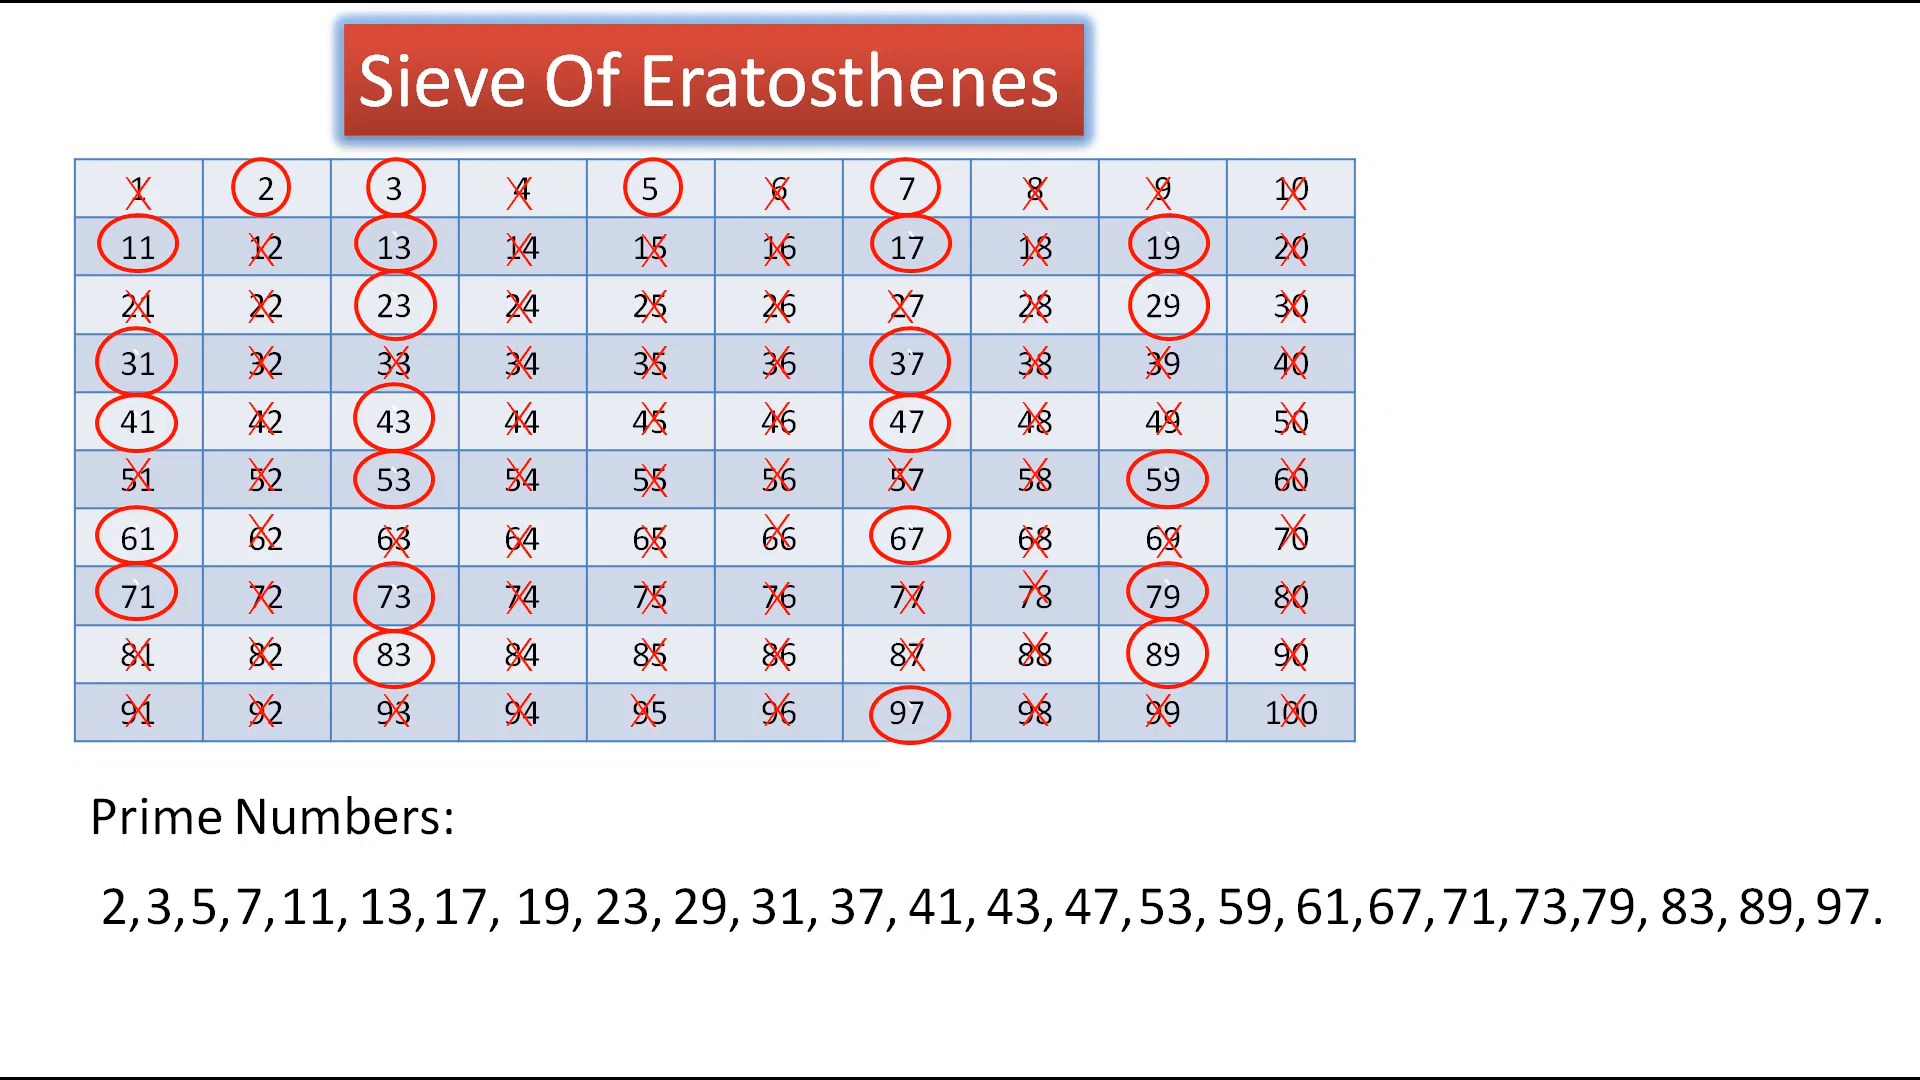 Sieve Of Eratosthenes
1 2 3 4 5 6 7 8 9 10
11 12 13 14 15 16 17 18 19 20
21 22 23 24 25 26 27 28 29 30
31 32 33 34 35 36 37 38 39 40
41 42 43 44 45 46 47 48 49 50
51 52 53 54 55 56 57 58 59 60
61 62 63 64 65 66 67 68 69 70
71 72 73 74 75 76 77 78 79 80
81 82 83 84 85 86 87 88 89 90
91 92 93 94 95 96 97 98 99 100
Prime Numbers:
2, 3, 5, 7, 11, 13, 17, 19, 23, 29, 31, 37, 41, 43, 47, 53, 59, 61, 67, 71, 73, 79, 83, 89, 97.